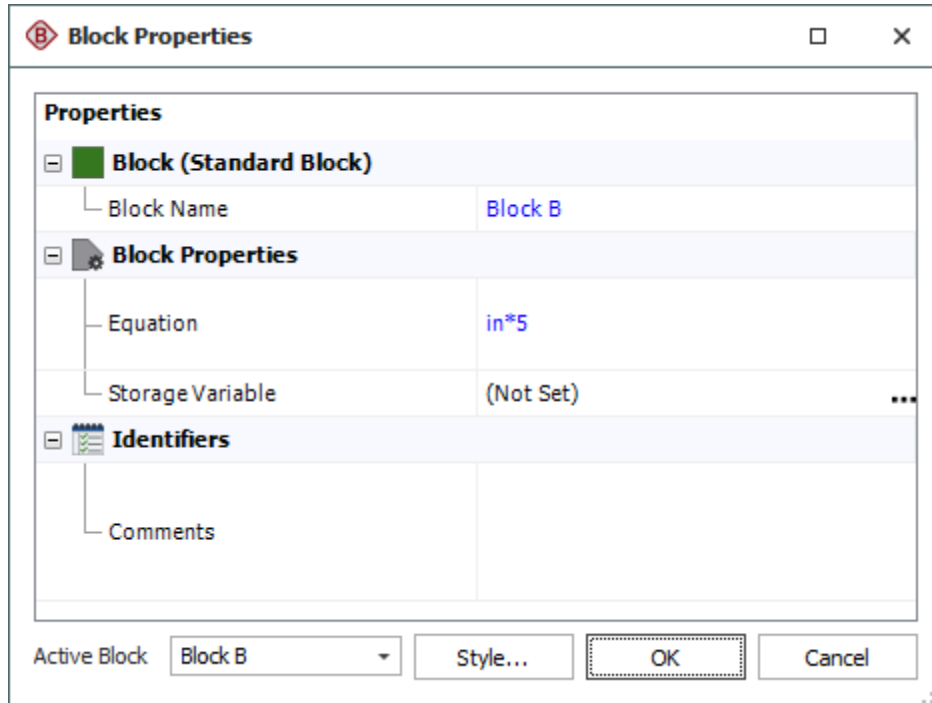 B Block Properties
Properties
Block (Standard Block)
Block Name Block B
Block Properties
Equation in*5
Storage Variable (Not Set) ...
Identifiers
Comments
Active Block Block B Style... OK Cancel